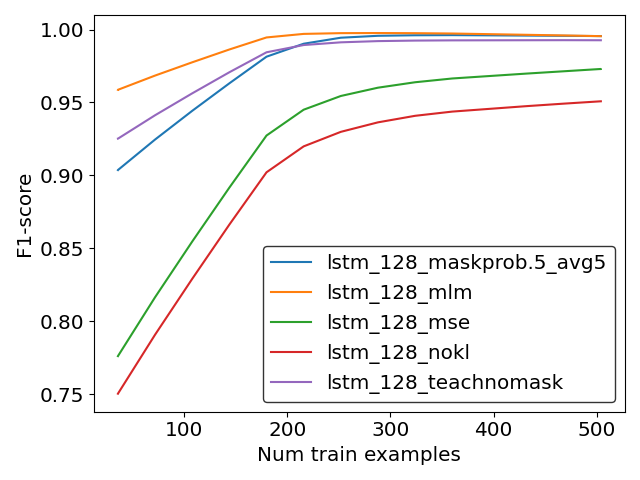 1.00
0.95
0.90
0.85
0.80
0.75
F1-score
lstm_128_maskprob.5_avg5
lstm_128_mlm
lstm_128_mse
lstm_128_nokl
lstm_128_teachnomask
100 200 300 400 500
Num train examples